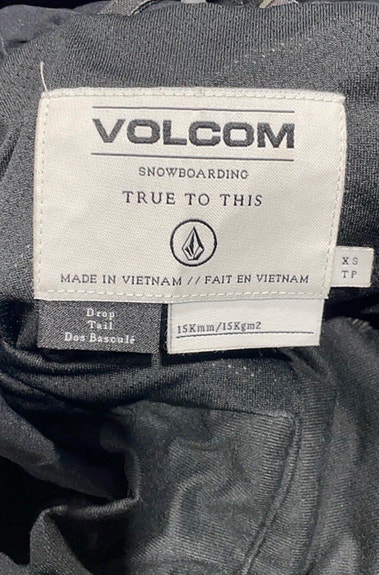 VOLCOM
SNOWBOARDING
TRUE TO THIS
MADE IN VIETNAM // FAIT EN VIETNAM
XS
TP
Drop
Tail
Dos Basculé
15Kmm/15Kgm2